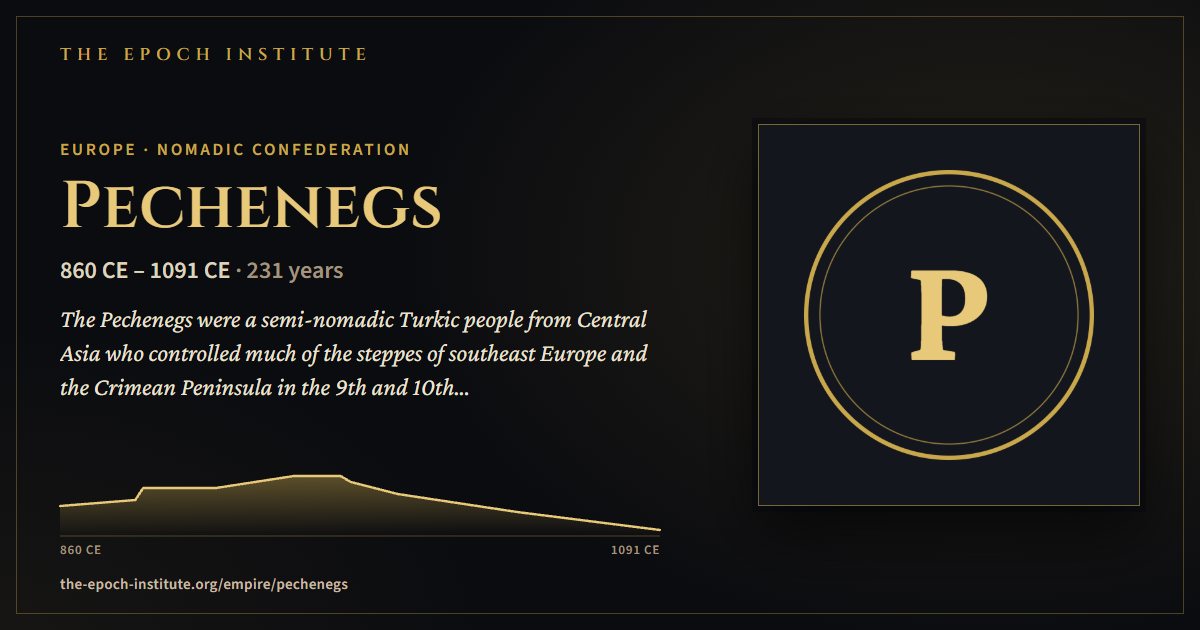 THE EPOCH INSTITUTE
EUROPE · NOMADIC CONFEDERATION
PECHENEGS
860 CE – 1091 CE · 231 years
The Pechenegs were a semi-nomadic Turkic people from Central
Asia who controlled much of the steppes of southeast Europe and
the Crimean Peninsula in the 9th and 10th...
P
860 CE
1091 CE
the-epoch-institute.org/empire/pechenegs